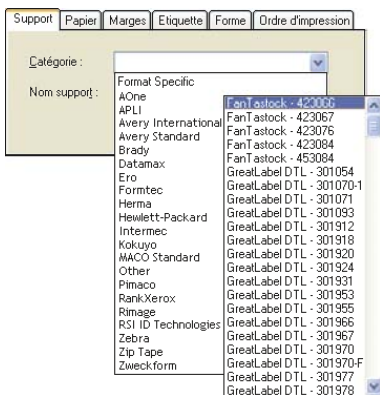 Support Papier Marges Etiquette Forme Ordre d'impression
Catégorie :
Nom support :
Format Specific
AOne
APLI
Avery International
Avery Standard
Brady
Datamax
Ero
Formtec
Herma
Hewlett-Packard
Intermec
Kokuyo
MACO Standard
Other
Pimaco
RankXerox
Rimage
RSI ID Technologies
Zebra
Zip Tape
Zweckform
FanTastock - 423066
FanTastock - 423067
FanTastock - 423076
FanTastock - 423084
FanTastock - 453084
GreatLabel DTL - 301054
GreatLabel DTL - 301070-1
GreatLabel DTL - 301071
GreatLabel DTL - 301093
GreatLabel DTL - 301912
GreatLabel DTL - 301918
GreatLabel DTL - 301920
GreatLabel DTL - 301924
GreatLabel DTL - 301931
GreatLabel DTL - 301953
GreatLabel DTL - 301955
GreatLabel DTL - 301966
GreatLabel DTL - 301967
GreatLabel DTL - 301970
GreatLabel DTL - 301970-F
GreatLabel DTL - 301977
GreatLabel DTL - 301978